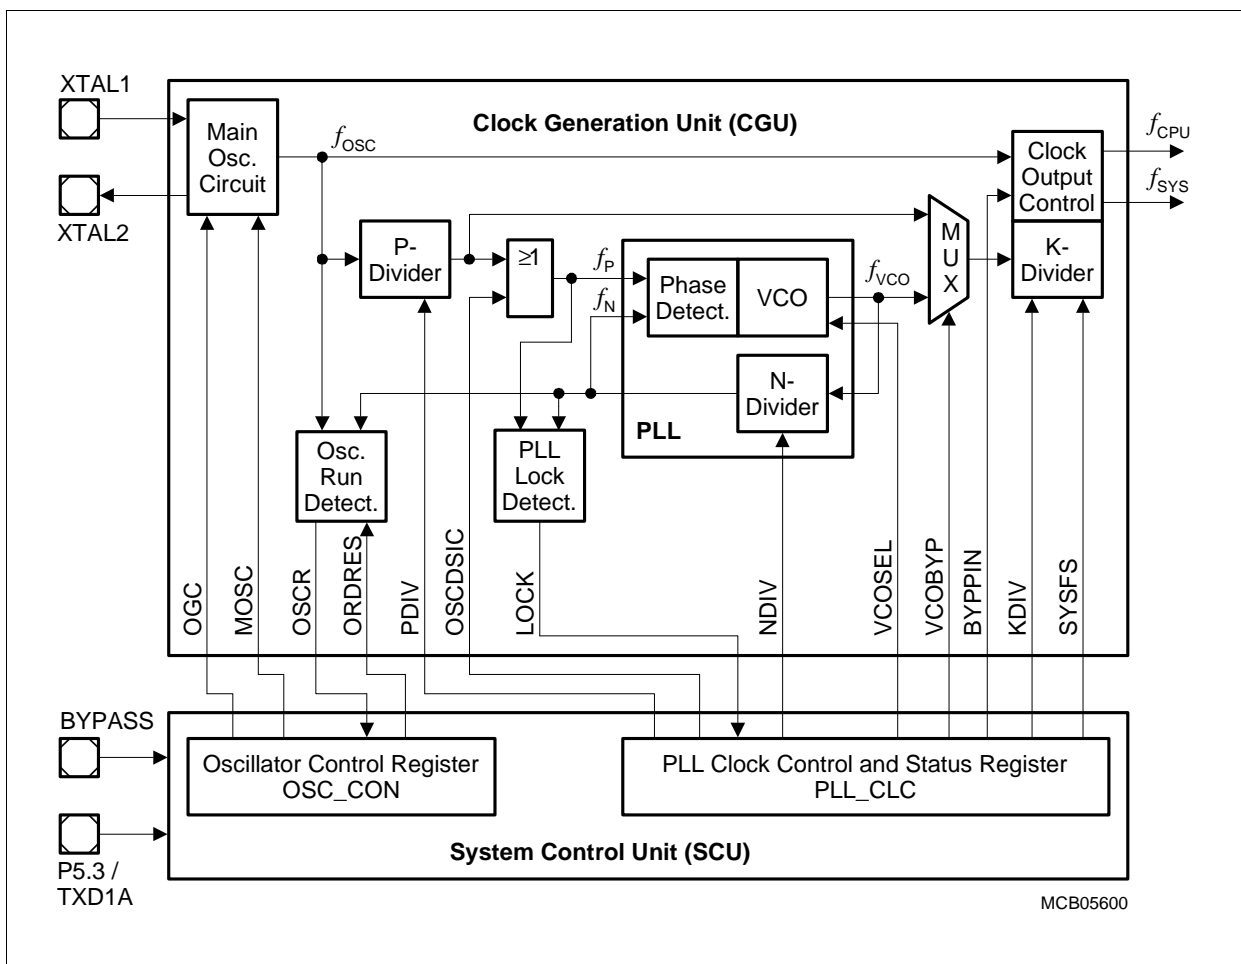 XTAL1
XTAL2
Clock Generation Unit (CGU)
Main
Osc.
Circuit
fOSC
Clock
Output
Control
fCPU
fSYS
P-
Divider
≥1
fP
fN
Phase
Detect.
VCO
fVCO
MUX
K-
Divider
N-
Divider
PLL
Osc.
Run
Detect.
PLL
Lock
Detect.
OGC
MOSC
OSCR
ORDRES
PDIV
OSCDSIC
LOCK
NDIV
VCOSEL
VCOBYP
BYPPIN
KDIV
SYSFS
BYPASS
Oscillator Control Register
OSC_CON
PLL Clock Control and Status Register
PLL_CLC
P5.3 /
TXD1A
System Control Unit (SCU)
MCB05600